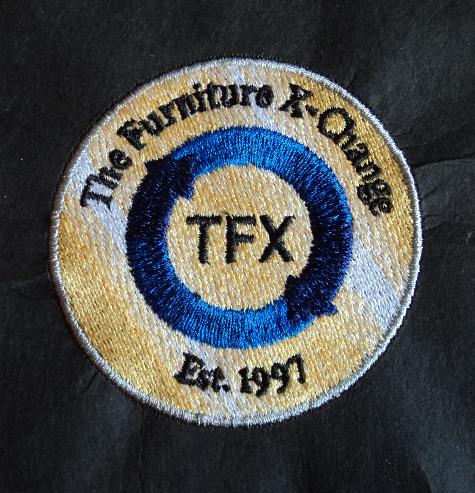 The Furniture X-Change
TFX
Est. 1997